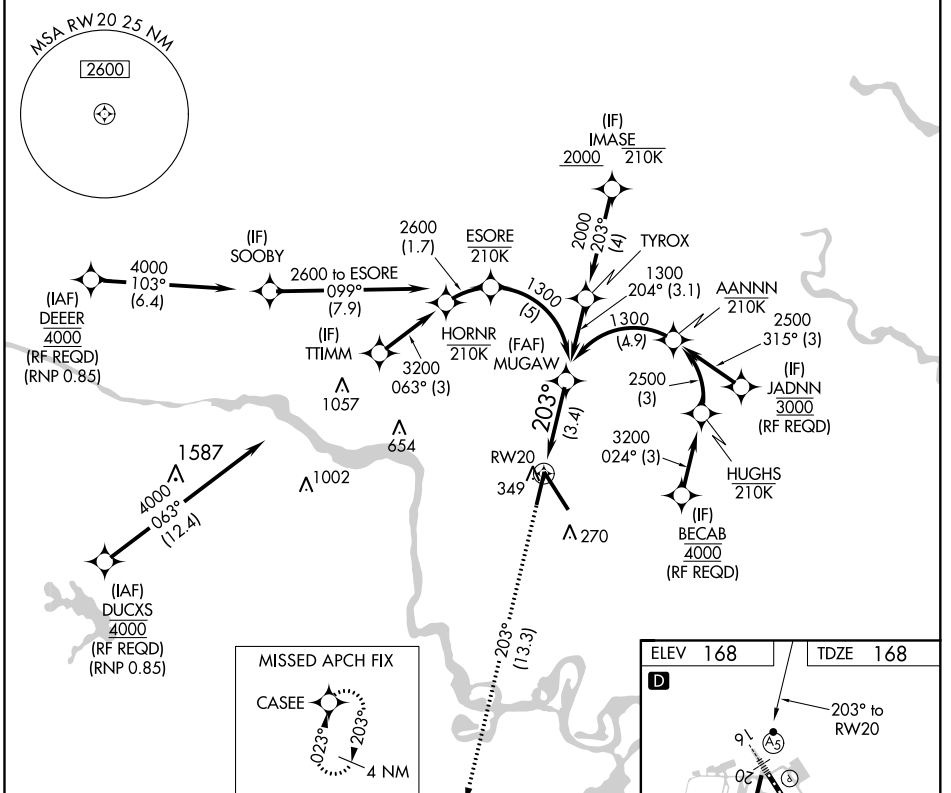 MSA RW 20 25 NM
2600
(IF)
IMASE
2000 210K
2000
203°
(4)
TYROX
1300
204° (3.1)
(IF)
SOOBY
4000
103°
(6.4)
(IAF)
DEEER
4000
(RF REQD)
(RNP 0.85)
2600 to ESORE
099°
(7.9)
2600
(1.7)
ESORE
210K
1300
(5)
HORNR
210K
(IF)
TTIMM
3200
063° (3)
(FAF)
MUGAW
1300
(4.9)
AANNN
210K
2500
315° (3)
(IF)
JADNN
3000
(RF REQD)
2500
(3)
HUGHS
210K
3200
024° (3)
(IF)
BECAB
4000
(RF REQD)
203°
(3.4)
RW20
349
270
1057
654
1587
1002
4000
063°
(12.4)
(IAF)
DUCXS
4000
(RF REQD)
(RNP 0.85)
203°
(13.3)
MISSED APCH FIX
CASEE
023°
203°
4 NM
ELEV 168
TDZE 168
D
203° to
RW20
A5
16
20